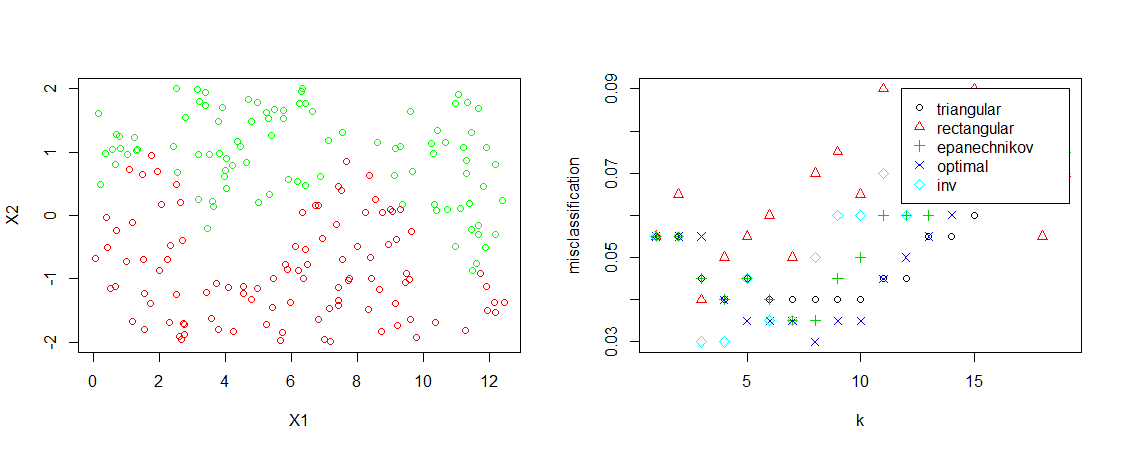 2
1
0
-1
-2
X2
0 2 4 6 8 10 12
X1
0.09
0.07
0.05
0.03
misclassification
5 10 15
k
triangular
rectangular
epanechnikov
optimal
inv